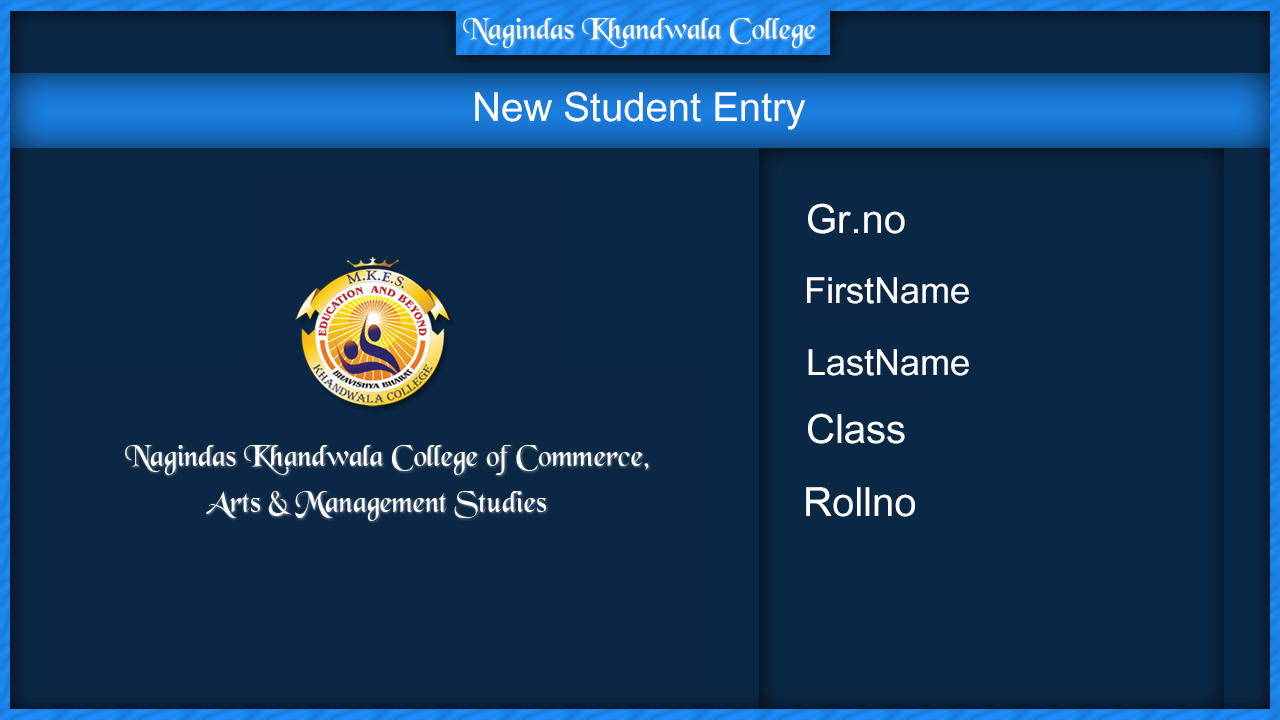 Nagindas Khandwala College
New Student Entry
M.K.E.S.
EDUCATION AND BEYOND
BHAVISHYA BHARAT
KHANDWALA COLLEGE
Nagindas Khandwala College of Commerce,
Arts & Management Studies
Gr.no
FirstName
LastName
Class
Rollno